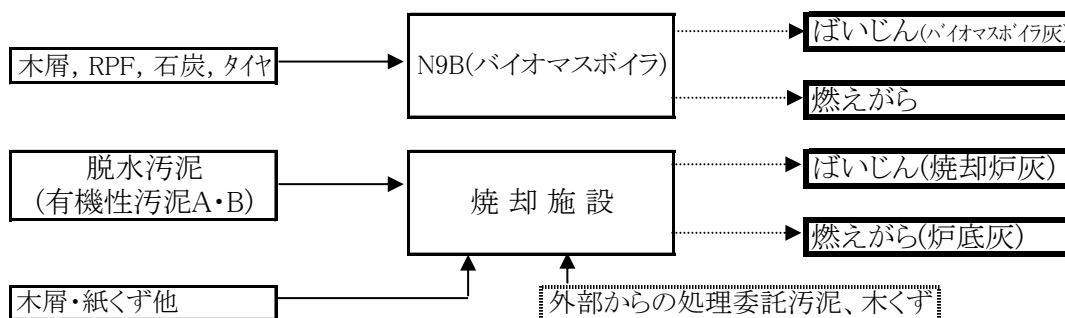 ばいじん(バイオマスボイラ灰)
木屑, RPF, 石炭, タイヤ
N9B(バイオマスボイラ)
燃えがら
脱水汚泥
(有機性汚泥A・B)
焼 却 施 設
ばいじん(焼却炉灰)
燃えがら(炉底灰)
木屑・紙くず他
外部からの処理委託汚泥、木くず